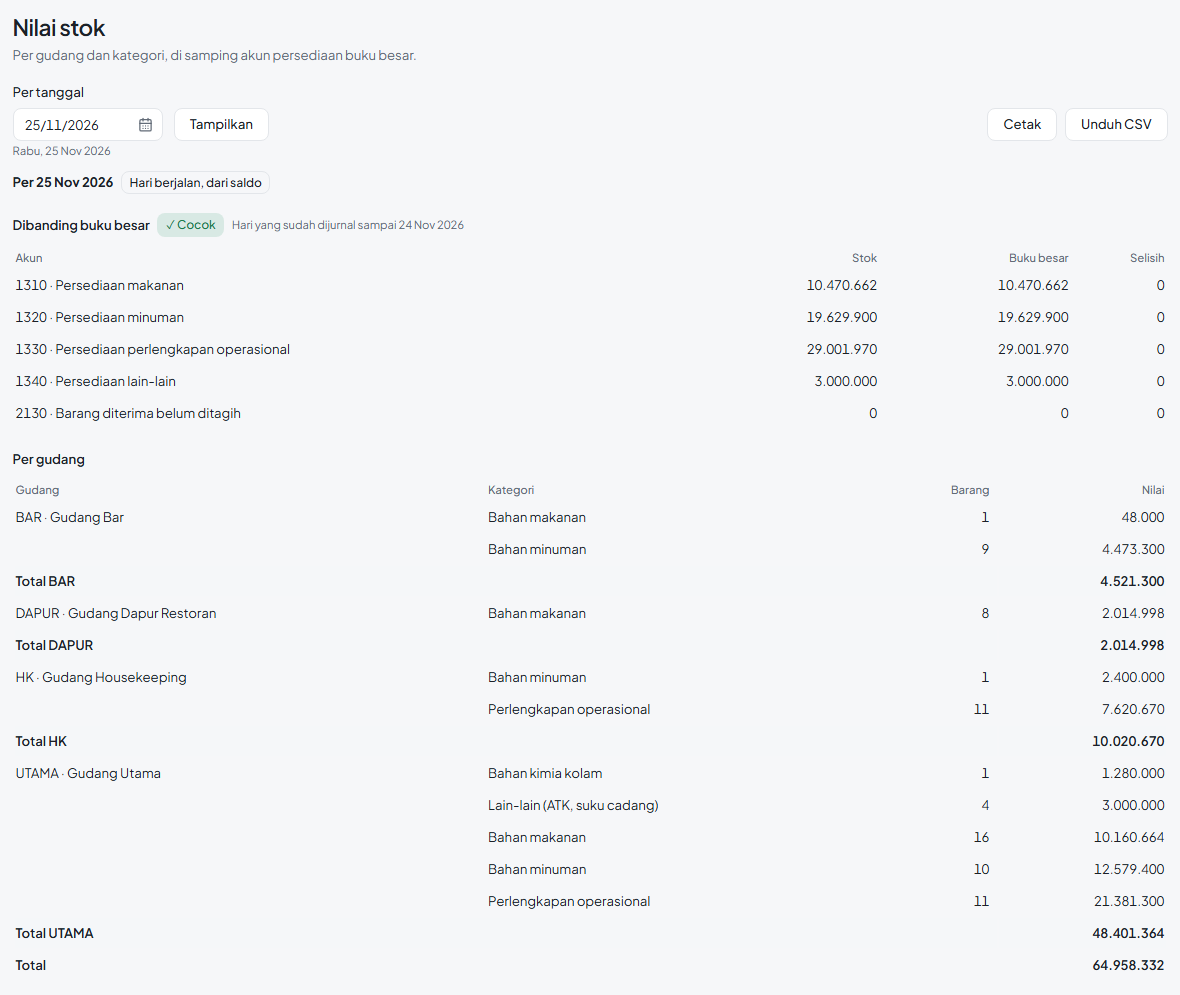 Nilai stok
Per gudang dan kategori, di samping akun persediaan buku besar.
Per tanggal
25/11/2026 Tampilkan Cetak Unduh CSV
Rabu, 25 Nov 2026
Per 25 Nov 2026 Hari berjalan, dari saldo
Dibanding buku besar ✓ Cocok Hari yang sudah dijurnal sampai 24 Nov 2026
Akun Stok Buku besar Selisih
1310 · Persediaan makanan 10.470.662 10.470.662 0
1320 · Persediaan minuman 19.629.900 19.629.900 0
1330 · Persediaan perlengkapan operasional 29.001.970 29.001.970 0
1340 · Persediaan lain-lain 3.000.000 3.000.000 0
2130 · Barang diterima belum ditagih 0 0 0
Per gudang
Gudang Kategori Barang Nilai
BAR · Gudang Bar Bahan makanan 1 48.000
Bahan minuman 9 4.473.300
Total BAR 4.521.300
DAPUR · Gudang Dapur Restoran Bahan makanan 8 2.014.998
Total DAPUR 2.014.998
HK · Gudang Housekeeping Bahan minuman 1 2.400.000
Perlengkapan operasional 11 7.620.670
Total HK 10.020.670
UTAMA · Gudang Utama Bahan kimia kolam 1 1.280.000
Lain-lain (ATK, suku cadang) 4 3.000.000
Bahan makanan 16 10.160.664
Bahan minuman 10 12.579.400
Perlengkapan operasional 11 21.381.300
Total UTAMA 48.401.364
Total 64.958.332